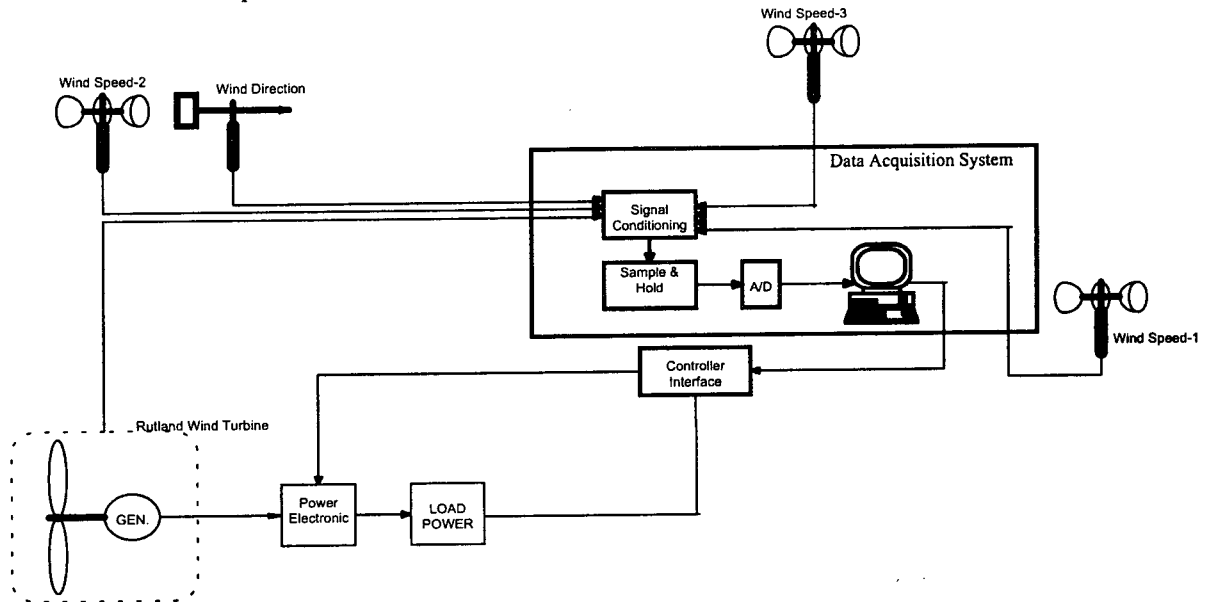 Wind Speed-3
Wind Speed-2
Wind Direction
Data Acquisition System
Signal
Conditioning
Sample &
Hold
A/D
Wind Speed-1
Controller
Interface
Rutland Wind Turbine
GEN.
Power
Electronic
LOAD
POWER